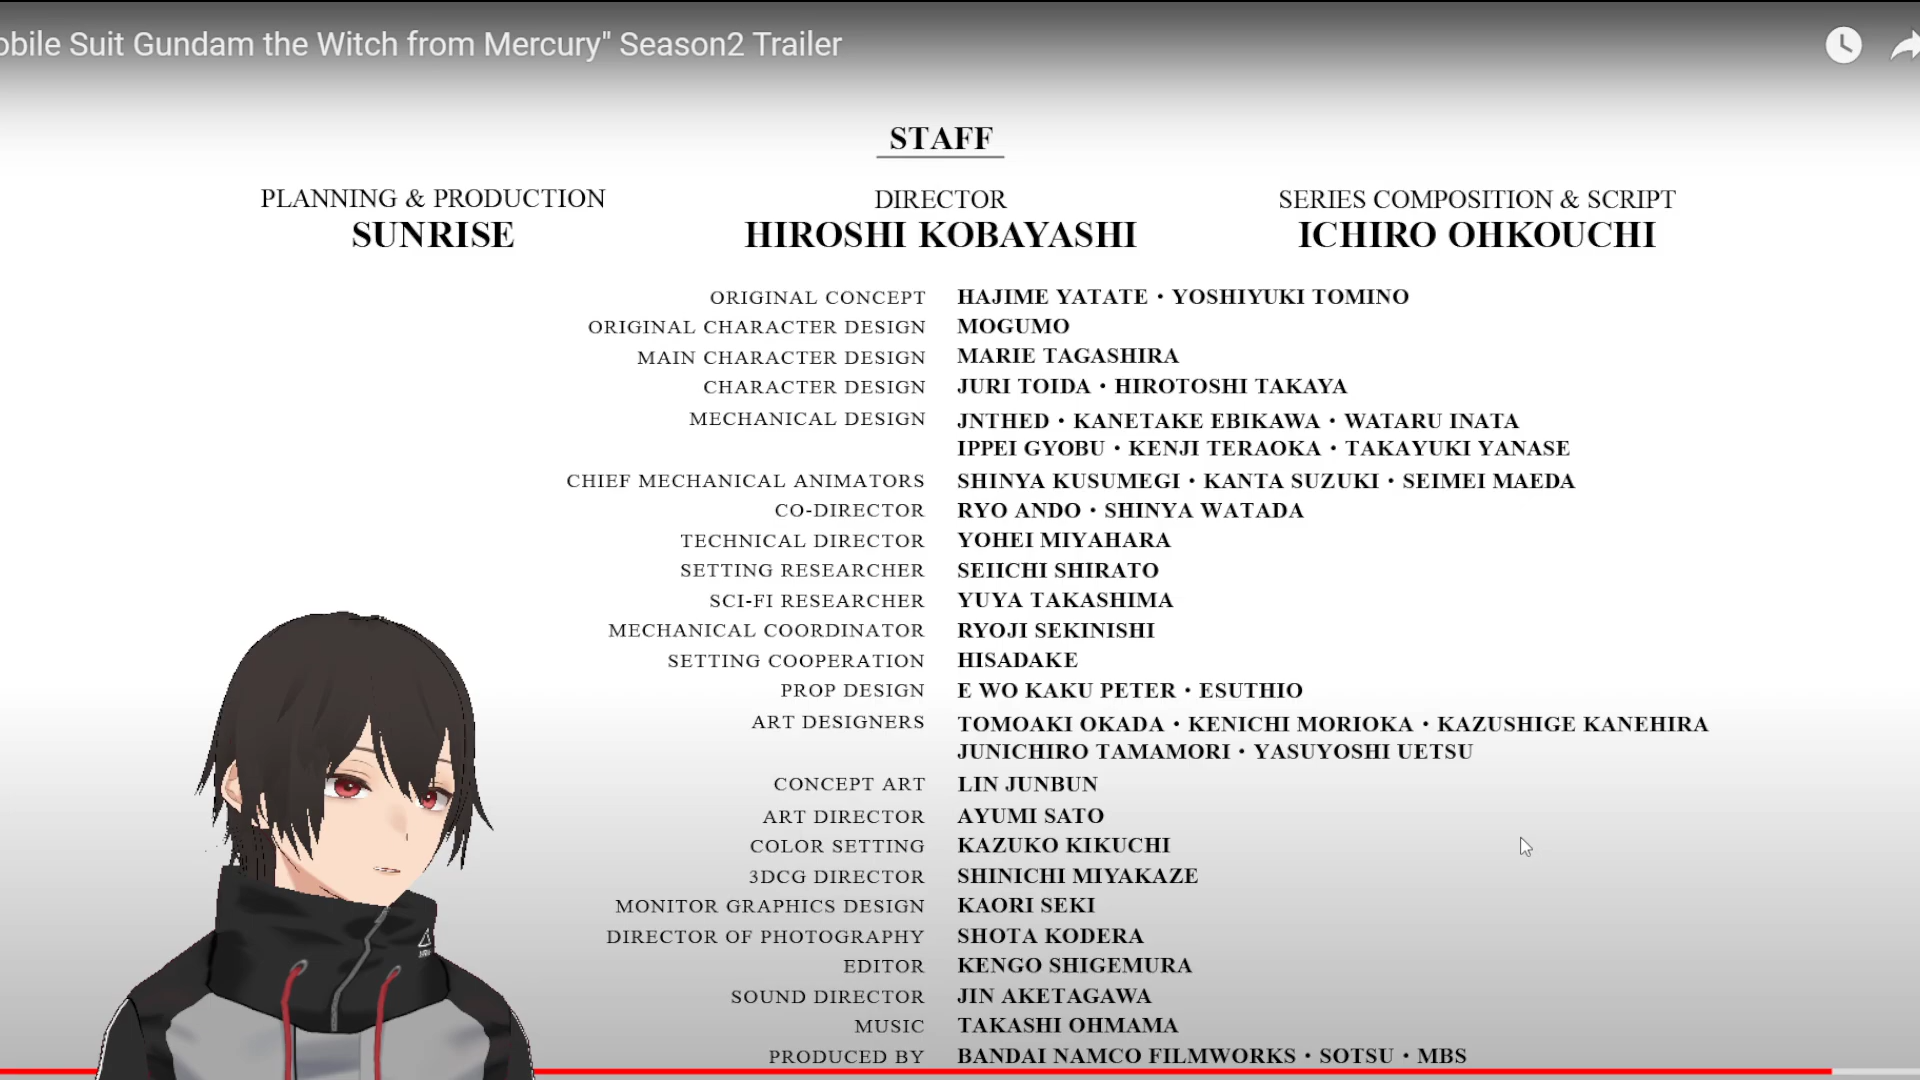 obile Suit Gundam the Witch from Mercury" Season2 Trailer
STAFF
PLANNING & PRODUCTION
SUNRISE
DIRECTOR
HIROSHI KOBAYASHI
SERIES COMPOSITION & SCRIPT
ICHIRO OHKOUCHI
ORIGINAL CONCEPT HAJIME YATATE・YOSHIYUKI TOMINO
ORIGINAL CHARACTER DESIGN MOGUMO
MAIN CHARACTER DESIGN MARIE TAGASHIRA
CHARACTER DESIGN JURI TOIDA・HIROTOSHI TAKAYA
MECHANICAL DESIGN JNTHED・KANETAKE EBIKAWA・WATARU INATA
IPPEI GYOBU・KENJI TERAOKA・TAKAYUKI YANASE
CHIEF MECHANICAL ANIMATORS SHINYA KUSUMEGI・KANTA SUZUKI・SEIMEI MAEDA
CO-DIRECTOR RYO ANDO・SHINYA WATADA
TECHNICAL DIRECTOR YOHEI MIYAHARA
SETTING RESEARCHER SEIICHI SHIRATO
SCI-FI RESEARCHER YUYA TAKASHIMA
MECHANICAL COORDINATOR RYOJI SEKINISHI
SETTING COOPERATION HISADAKE
PROP DESIGN E WO KAKU PETER・ESUTHIO
ART DESIGNERS TOMOAKI OKADA・KENICHI MORIOKA・KAZUSHIGE KANEHIRA
JUNICHIRO TAMAMORI・YASUYOSHI UETSU
CONCEPT ART LIN JUNBUN
ART DIRECTOR AYUMI SATO
COLOR SETTING KAZUKO KIKUCHI
3DCG DIRECTOR SHINICHI MIYAKAZE
MONITOR GRAPHICS DESIGN KAORI SEKI
DIRECTOR OF PHOTOGRAPHY SHOTA KODERA
EDITOR KENGO SHIGEMURA
SOUND DIRECTOR JIN AKETAGAWA
MUSIC TAKASHI OHMAMA
PRODUCED BY BANDAI NAMCO FILMWORKS・SOTSU・MBS